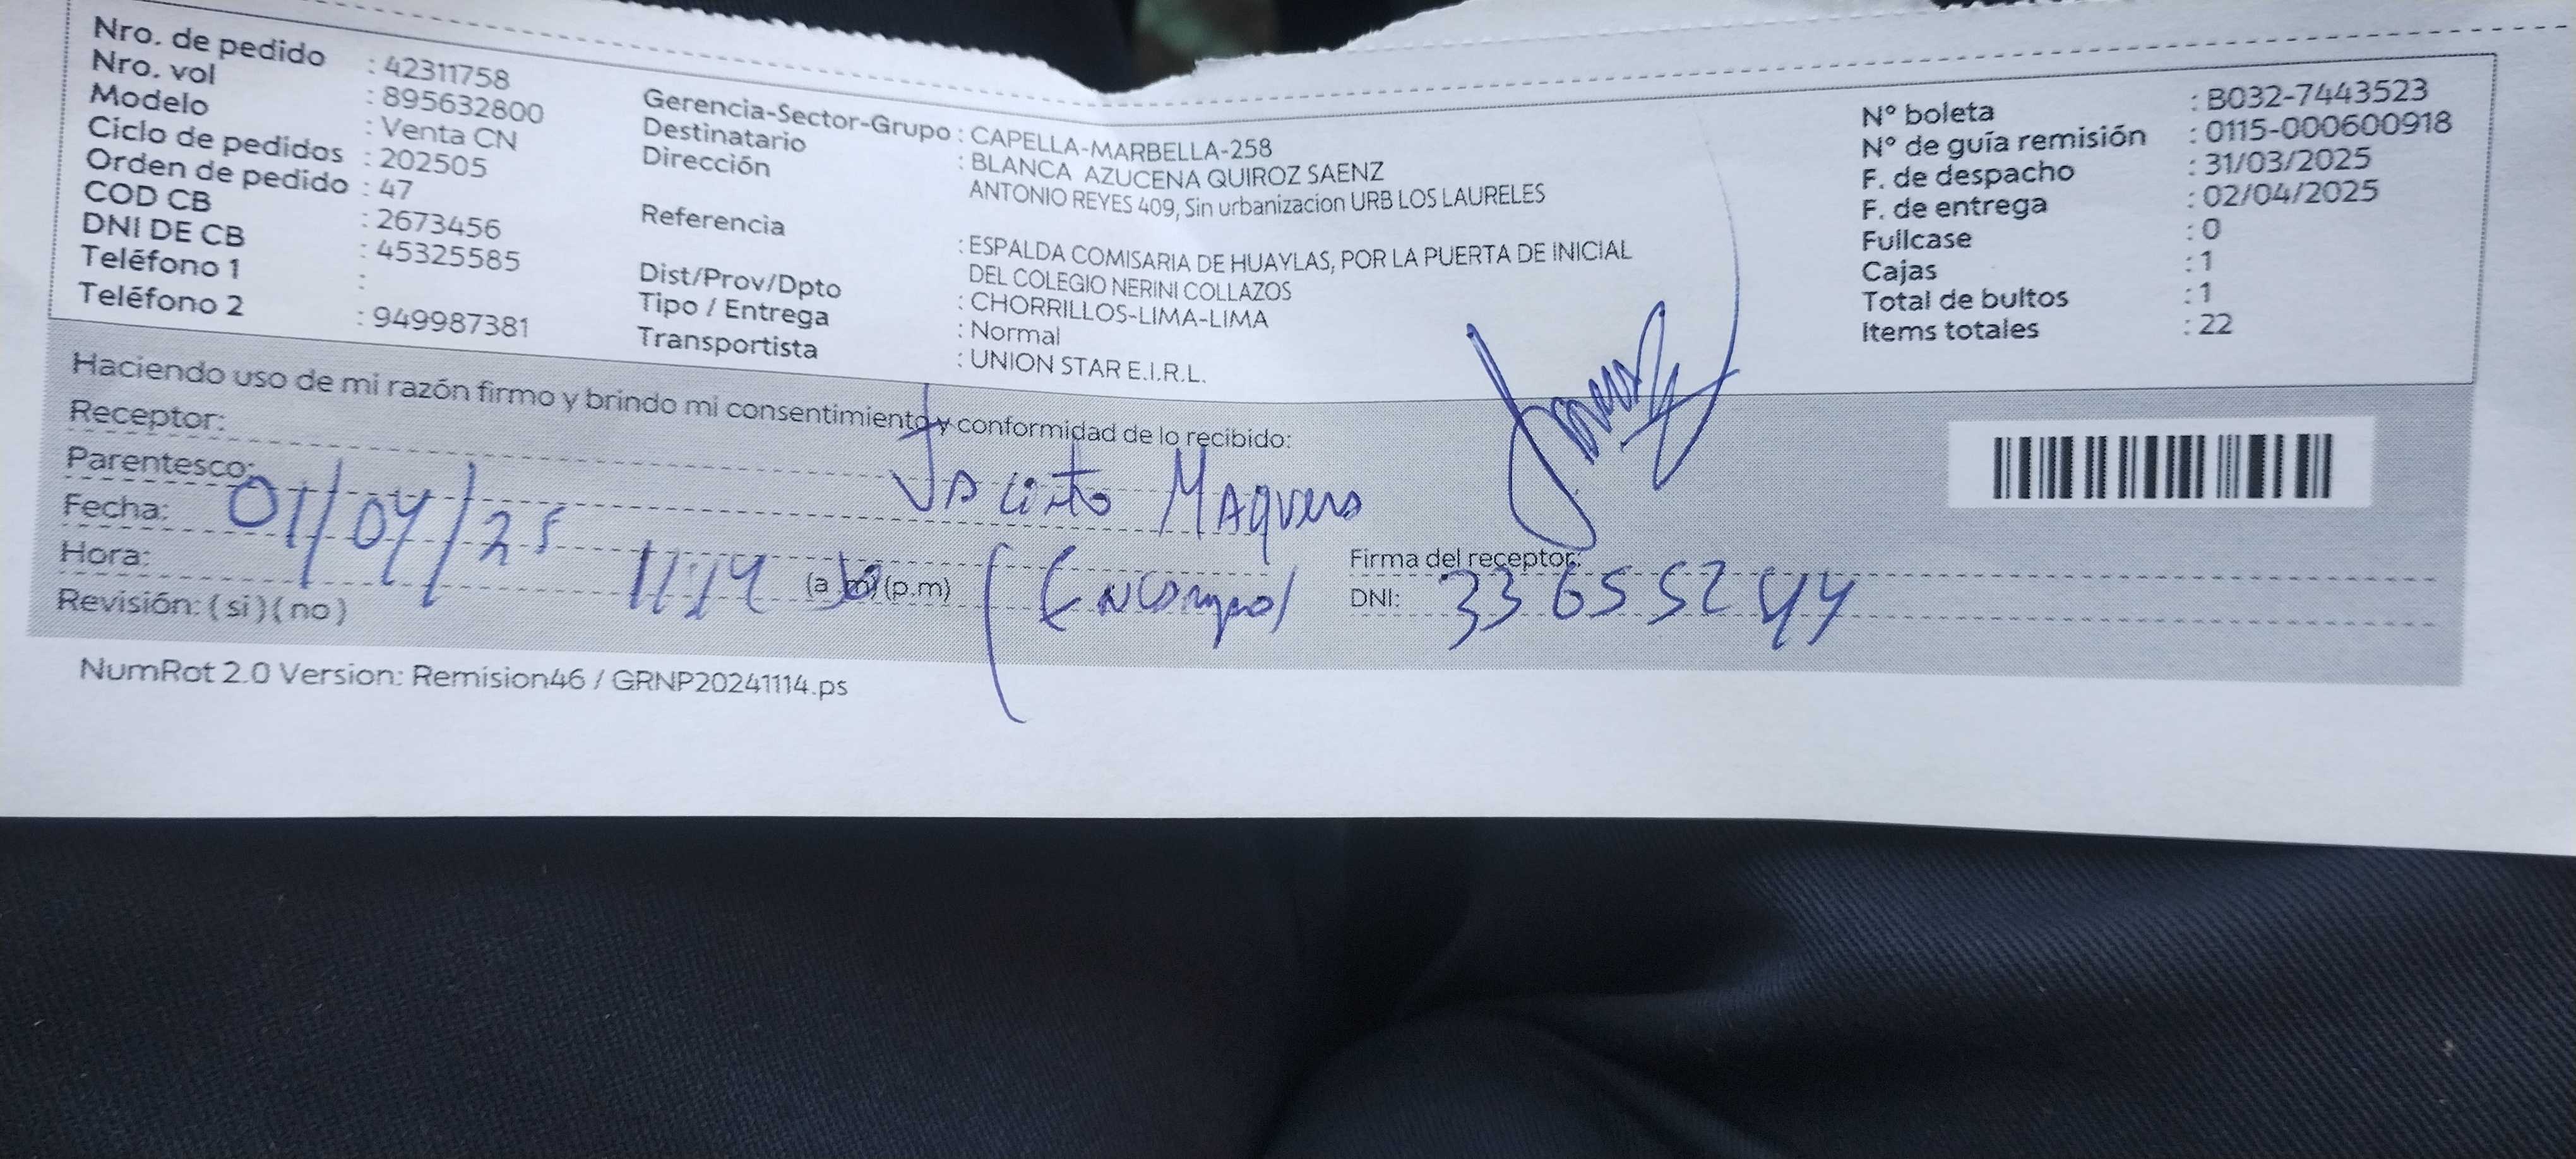 Nro. de pedido : 42311758
Nro. vol : 895632800
Modelo : Venta CN
Ciclo de pedidos : 202505
Orden de pedido : 47
COD CB : 2673456
DNI DE CB : 45325585
Teléfono 1 :
Teléfono 2 : 949987381
Gerencia-Sector-Grupo : CAPELLA-MARBELLA-258
Destinatario : BLANCA AZUCENA QUIROZ SAENZ
Dirección ANTONIO REYES 409, Sin urbanizacion URB LOS LAURELES
Referencia : ESPALDA COMISARIA DE HUAYLAS, POR LA PUERTA DE INICIAL
DEL COLEGIO NERINI COLLAZOS
Dist/Prov/Dpto : CHORRILLOS-LIMA-LIMA
Tipo / Entrega : Normal
Transportista : UNION STAR E.I.R.L.
N° boleta : B032-7443523
N° de guía remisión : 0115-000600918
F. de despacho : 31/03/2025
F. de entrega : 02/04/2025
Fullcase : 0
Cajas : 1
Total de bultos : 1
Items totales : 22
Haciendo uso de mi razón firmo y brindo mi consentimiento y conformidad de lo recibido:
Receptor: Jacinto Maquera
Parentesco:
Fecha: 01/04/25
Hora: 11:14 (a m) (p.m)
Revisión: ( si ) ( no )
Firma del receptor:
DNI: 33655244
NumRot 2.0 Version: Remision46 / GRNP20241114.ps